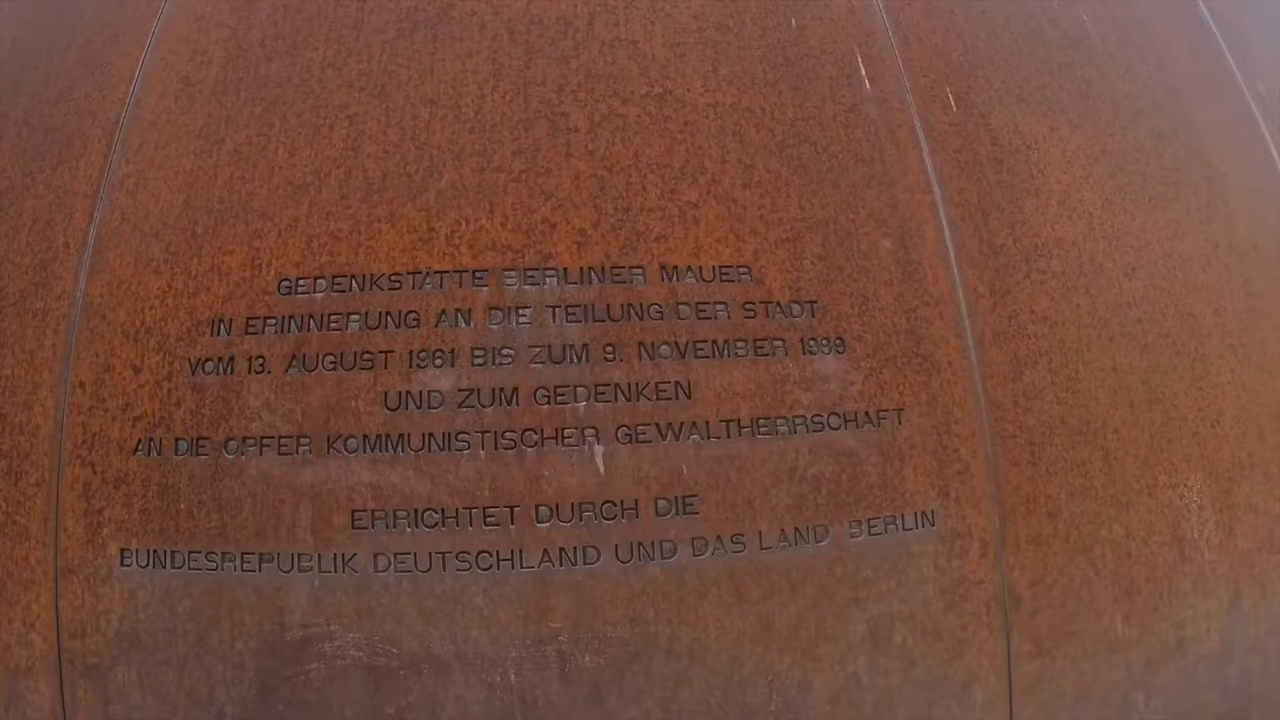 GEDENKSTÄTTE BERLINER MAUER
IN ERINNERUNG AN DIE TEILUNG DER STADT
VOM 13. AUGUST 1961 BIS ZUM 9. NOVEMBER 1989
UND ZUM GEDENKEN
AN DIE OPFER KOMMUNISTISCHER GEWALTHERRSCHAFT
ERRICHTET DURCH DIE
BUNDESREPUBLIK DEUTSCHLAND UND DAS LAND BERLIN